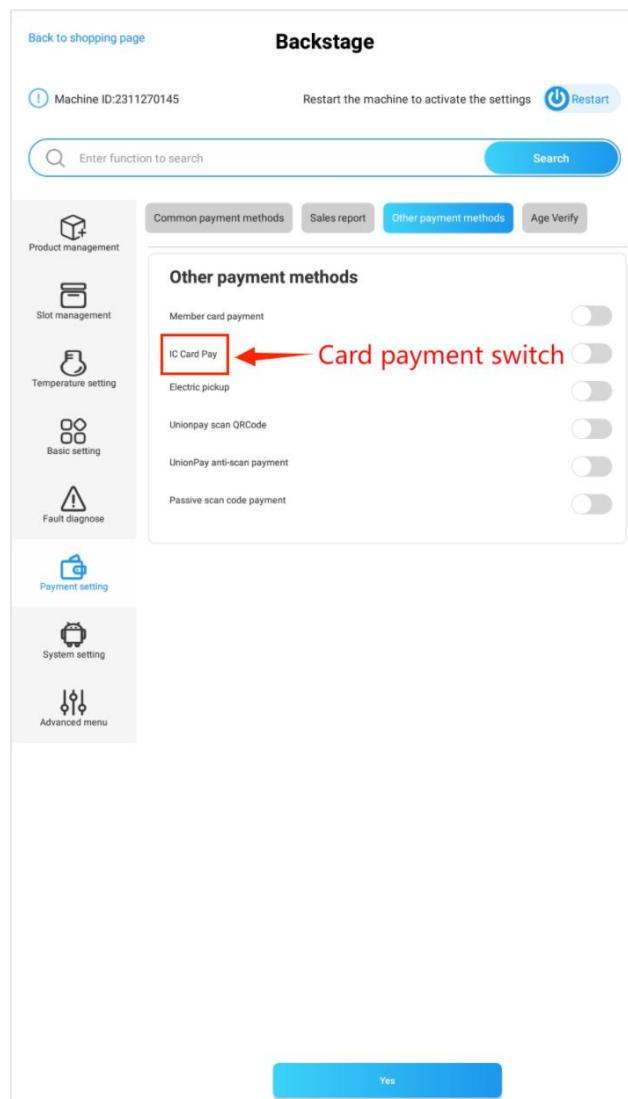 Back to shopping page
Backstage
! Machine ID:2311270145
Restart the machine to activate the settings
Restart
Enter function to search
Search
Product management
Slot management
Temperature setting
Basic setting
Fault diagnose
Payment setting
System setting
Advanced menu
Common payment methods
Sales report
Other payment methods
Age Verify
Other payment methods
Member card payment
IC Card Pay
Card payment switch
Electric pickup
Unionpay scan QRCode
UnionPay anti-scan payment
Passive scan code payment
Yes